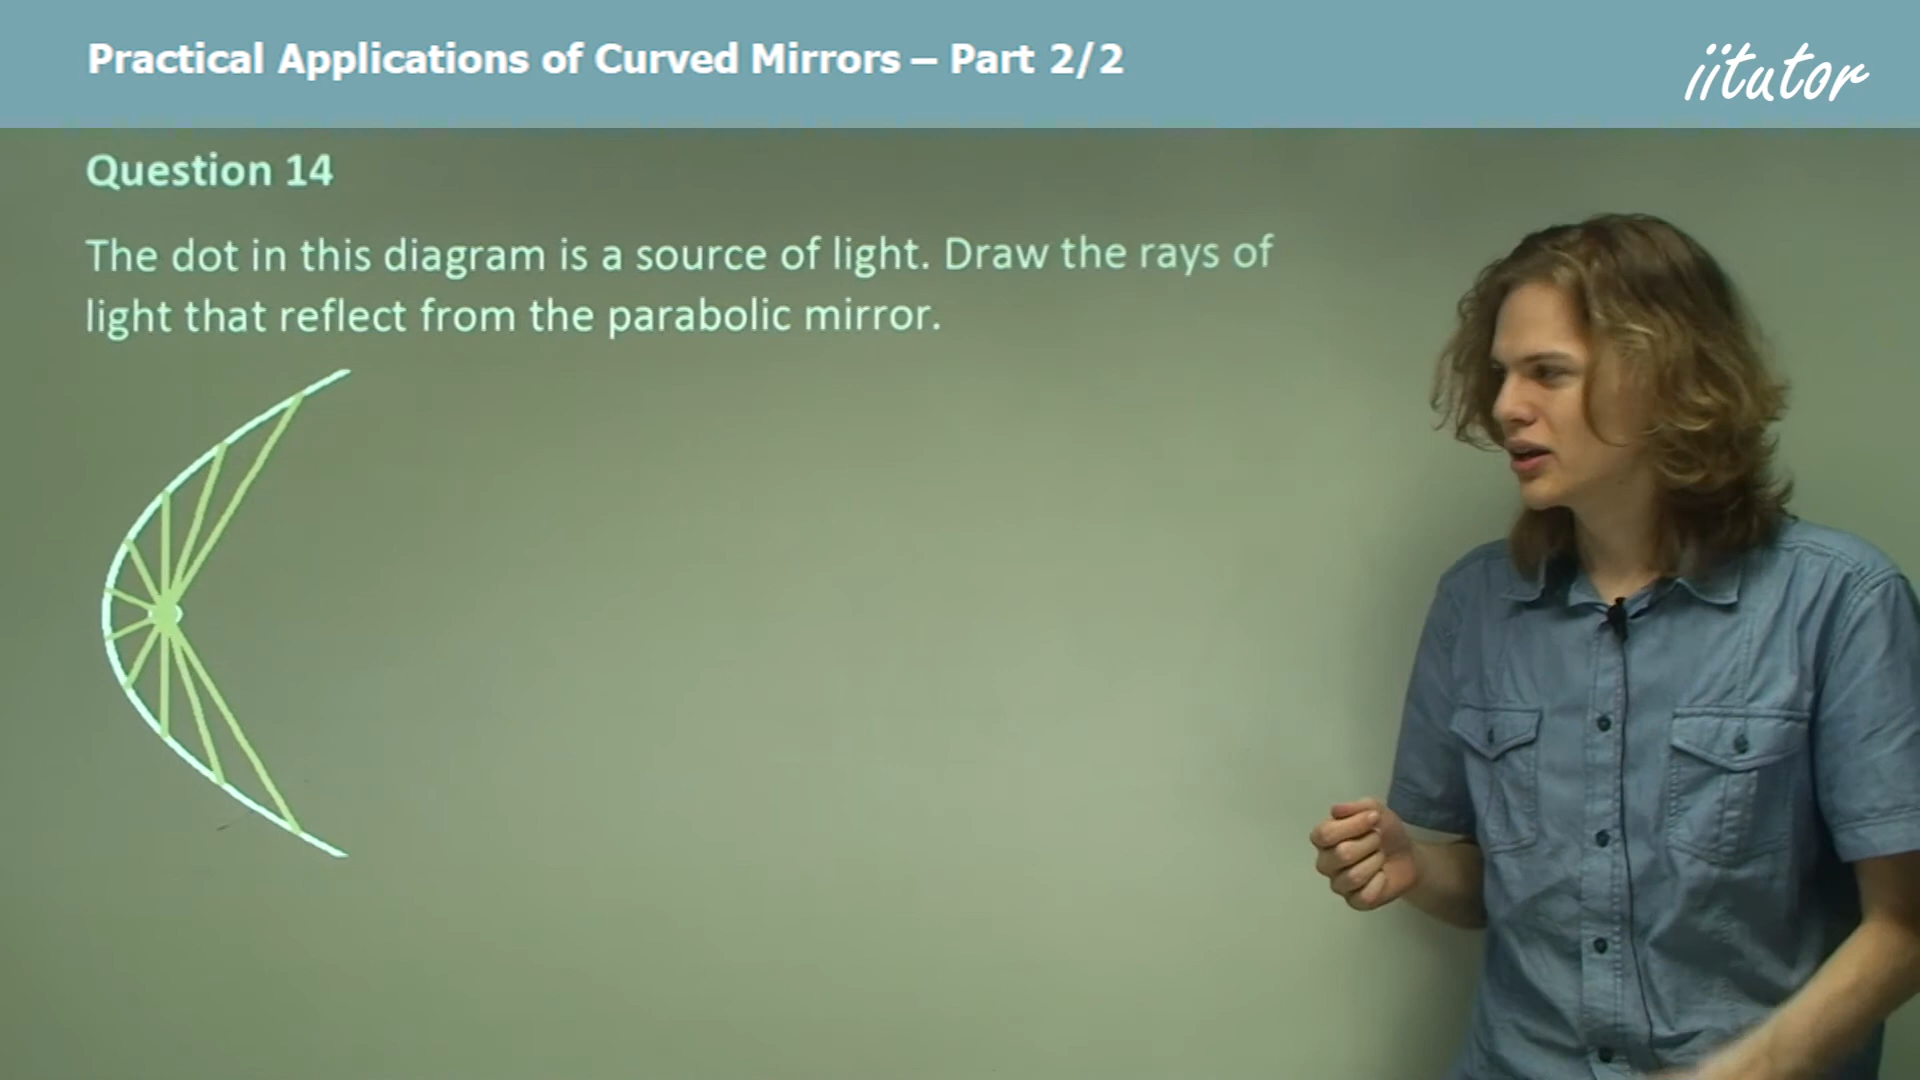 Practical Applications of Curved Mirrors – Part 2/2
iitutor
Question 14
The dot in this diagram is a source of light. Draw the rays of
light that reflect from the parabolic mirror.